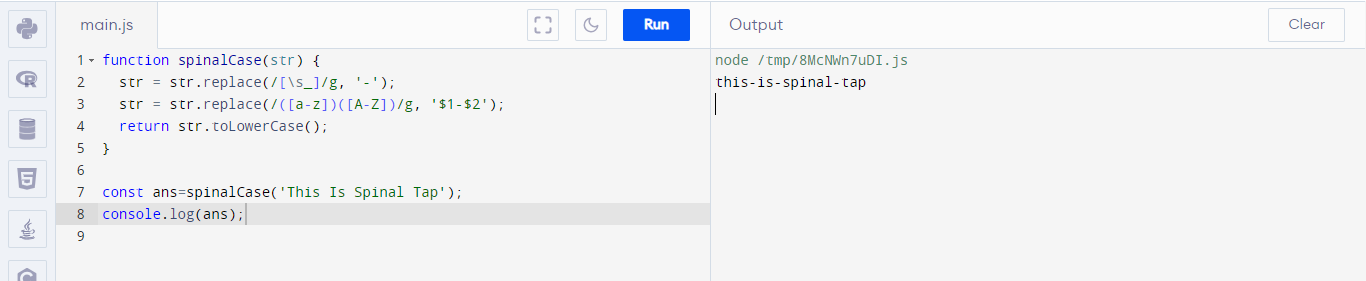 main.js
Run
Output
Clear
1 function spinalCase(str) {
2 str = str.replace(/[\s_]/g, '-');
3 str = str.replace(/([a-z])([A-Z])/g, '$1-$2');
4 return str.toLowerCase();
5 }
6
7 const ans=spinalCase('This Is Spinal Tap');
8 console.log(ans);
9
node /tmp/8McNWn7uDI.js
this-is-spinal-tap